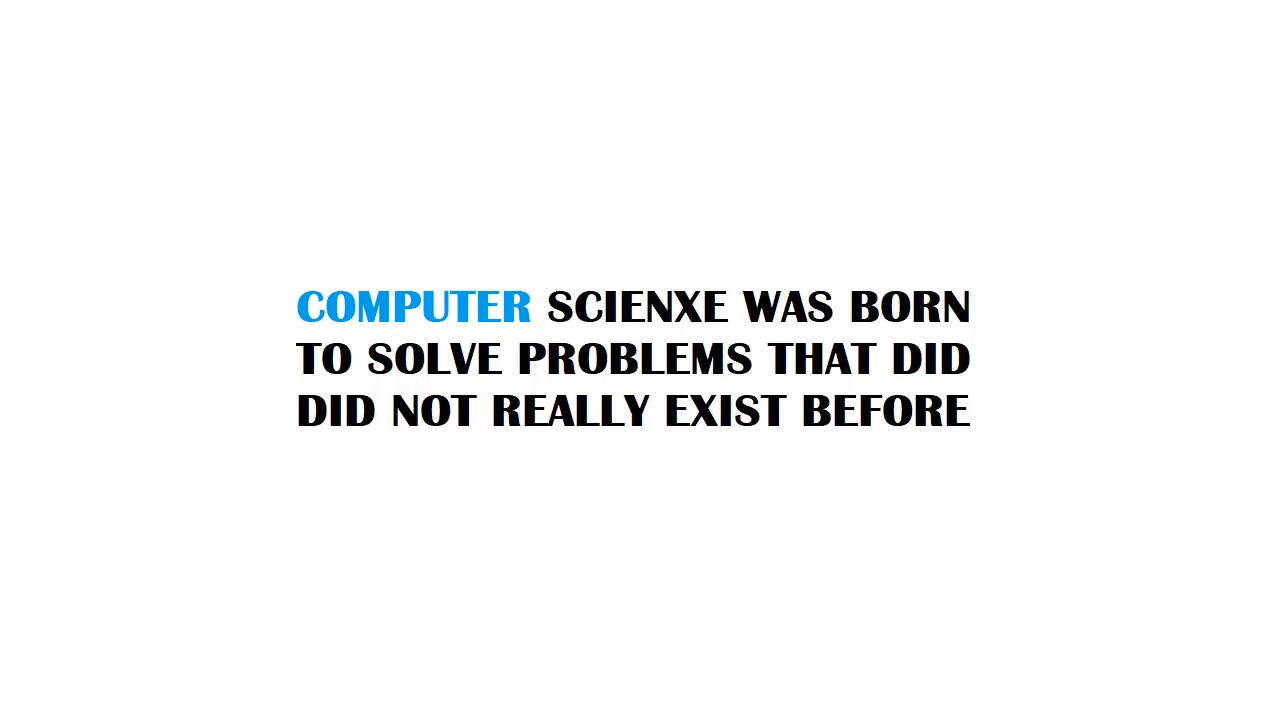 COMPUTER SCIENXE WAS BORN
TO SOLVE PROBLEMS THAT DID
DID NOT REALLY EXIST BEFORE